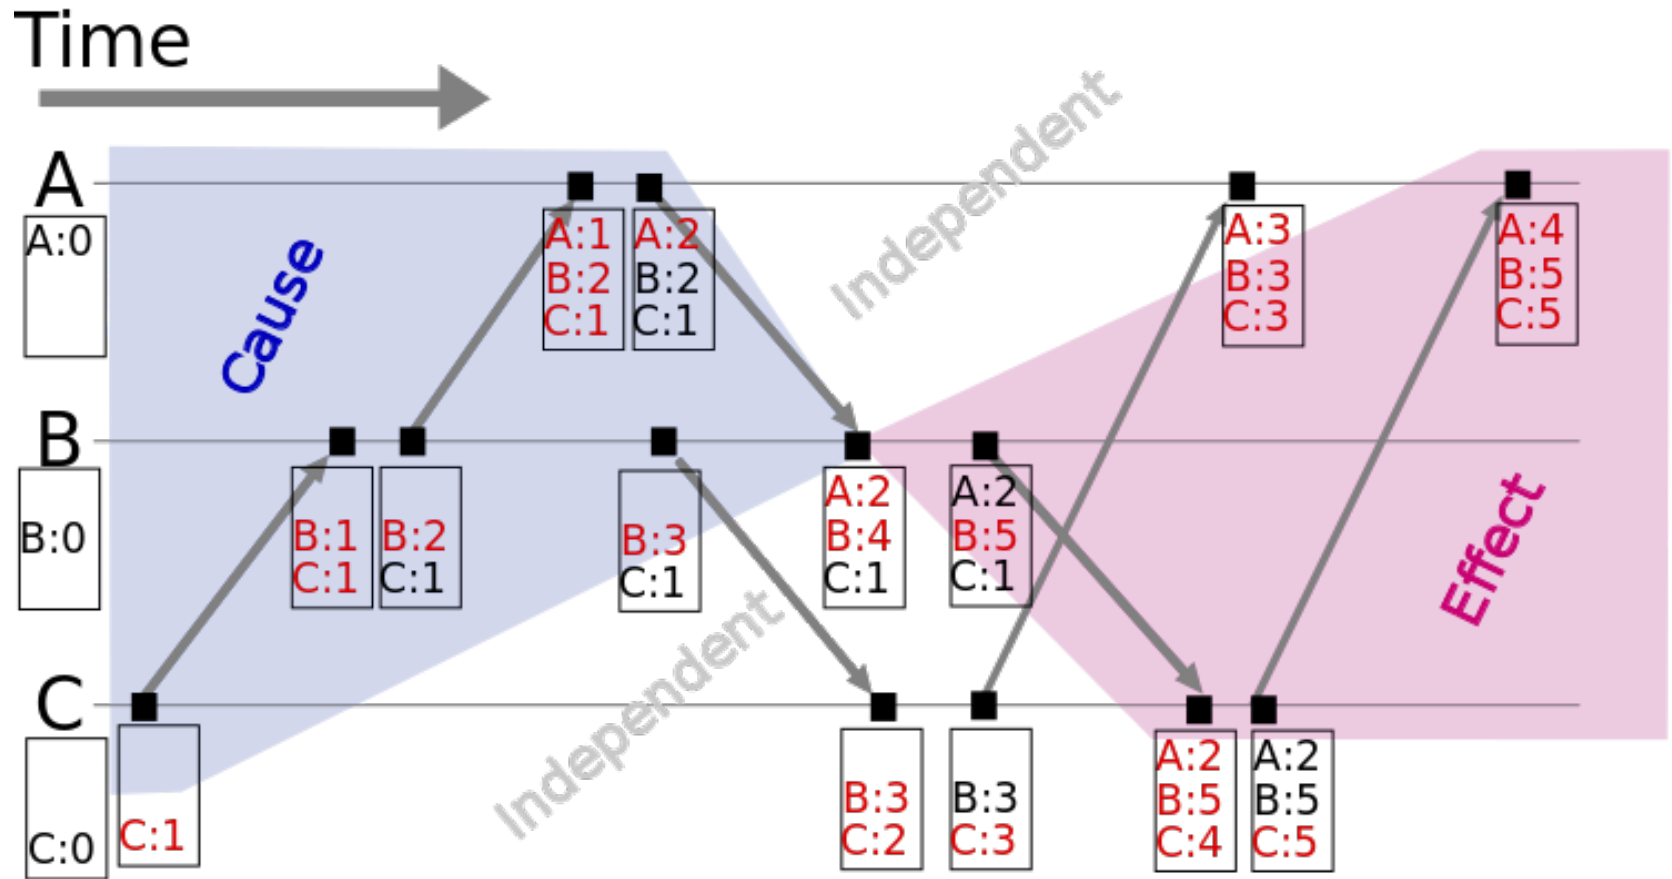 Time
Independent
A
A:0
Cause
A:1
B:2
C:1
A:2
B:2
C:1
A:3
B:3
C:3
A:4
B:5
C:5
B
B:0
B:1
C:1
B:2
C:1
B:3
C:1
A:2
B:4
C:1
A:2
B:5
C:1
Effect
Independent
C
C:0
C:1
B:3
C:2
B:3
C:3
A:2
B:5
C:4
A:2
B:5
C:5